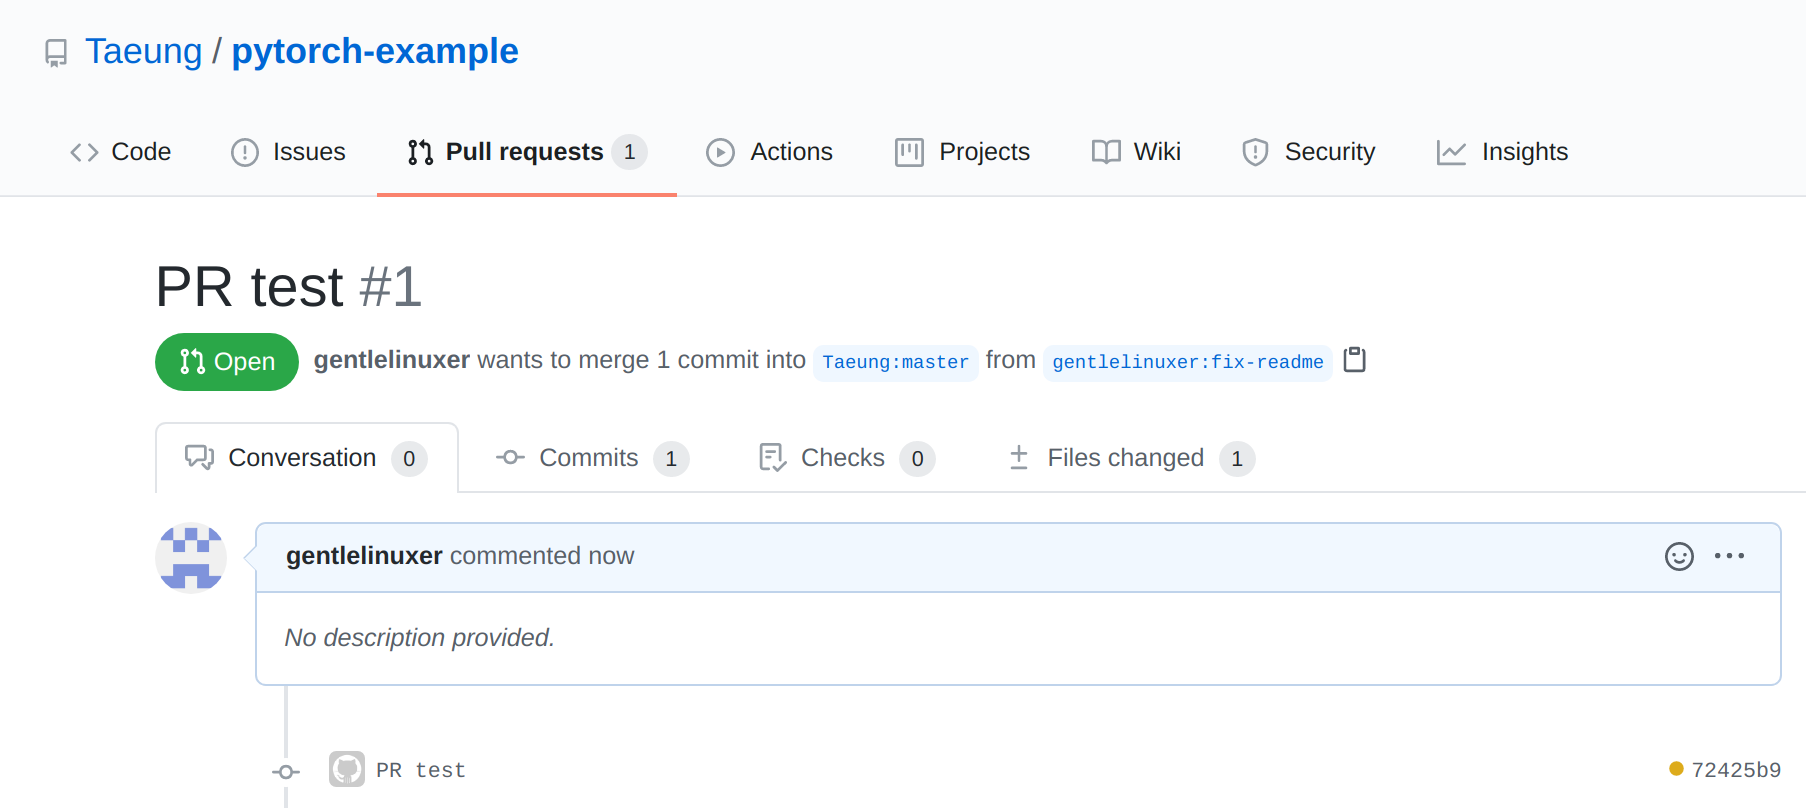 Taeung / pytorch-example
Code Issues Pull requests 1 Actions Projects Wiki Security Insights
PR test #1
Open gentlelinuxer wants to merge 1 commit into Taeung:master from gentlelinuxer:fix-readme
Conversation 0 Commits 1 Checks 0 Files changed 1
gentlelinuxer commented now
No description provided.
PR test 72425b9